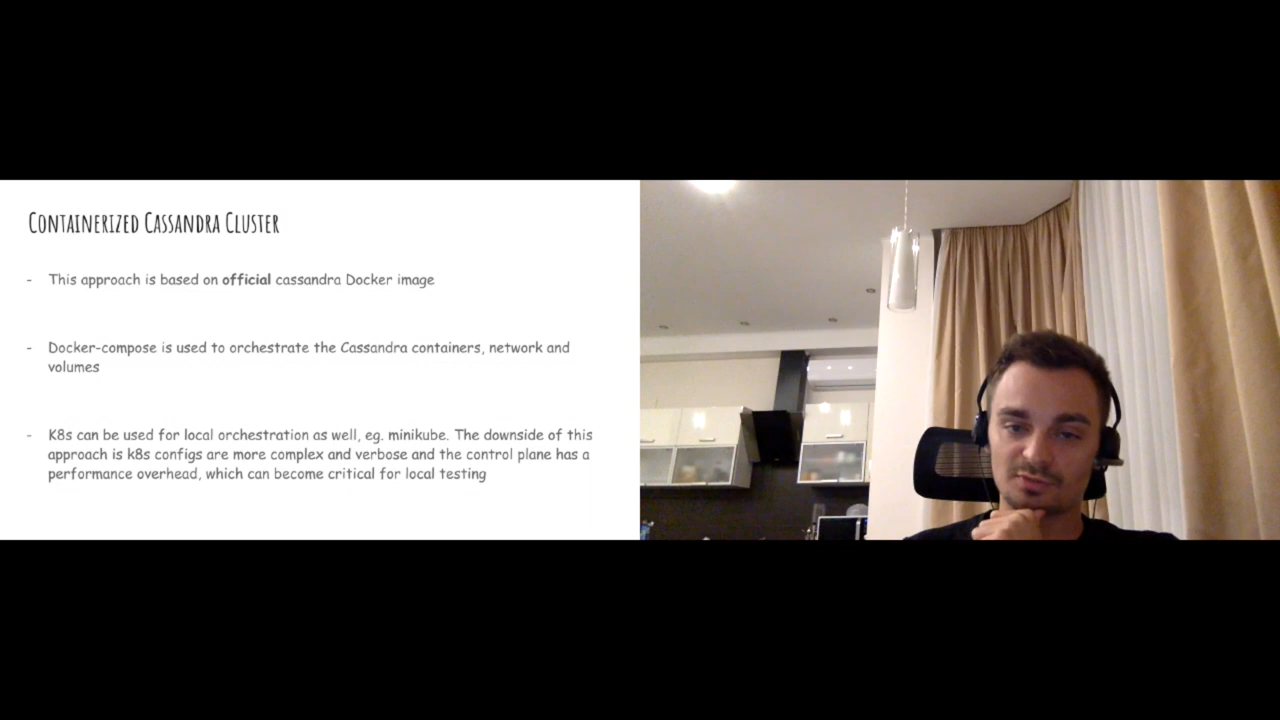 CONTAINERIZED CASSANDRA CLUSTER
- This approach is based on official cassandra Docker image
- Docker-compose is used to orchestrate the Cassandra containers, network and
volumes
- K8s can be used for local orchestration as well, eg. minikube. The downside of this
approach is k8s configs are more complex and verbose and the control plane has a
performance overhead, which can become critical for local testing